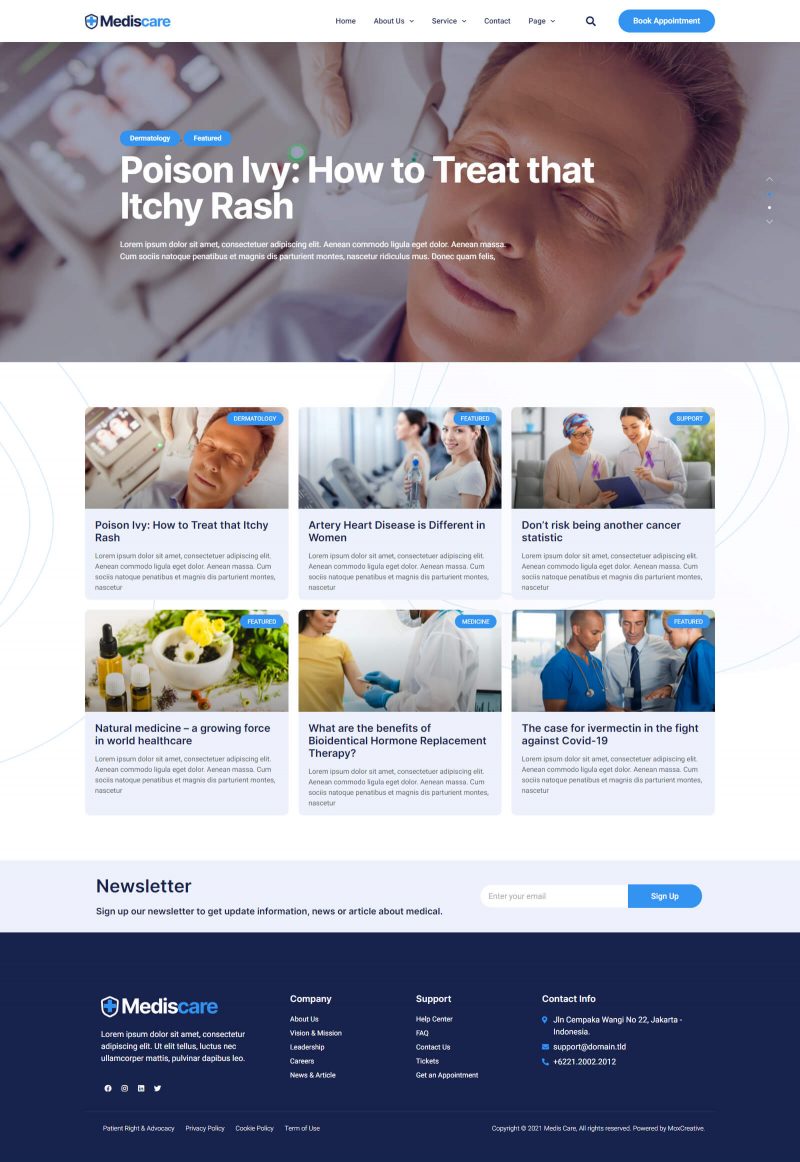 Mediscare
Home
About Us
Service
Contact
Page
Book Appointment
Dermatology
Featured
Poison Ivy: How to Treat that
Itchy Rash
Lorem ipsum dolor sit amet, consectetuer adipiscing elit. Aenean commodo ligula eget dolor. Aenean massa.
Cum sociis natoque penatibus et magnis dis parturient montes, nascetur ridiculus mus. Donec quam felis,
DERMATOLOGY
Poison Ivy: How to Treat that Itchy
Rash
Lorem ipsum dolor sit amet, consectetuer adipiscing elit.
Aenean commodo ligula eget dolor. Aenean massa. Cum
sociis natoque penatibus et magnis dis parturient montes,
nascetur
FEATURED
Artery Heart Disease is Different in
Women
Lorem ipsum dolor sit amet, consectetuer adipiscing elit.
Aenean commodo ligula eget dolor. Aenean massa. Cum
sociis natoque penatibus et magnis dis parturient montes,
nascetur
SUPPORT
Don't risk being another cancer
statistic
Lorem ipsum dolor sit amet, consectetuer adipiscing elit.
Aenean commodo ligula eget dolor. Aenean massa. Cum
sociis natoque penatibus et magnis dis parturient montes,
nascetur
FEATURED
Natural medicine – a growing force
in world healthcare
Lorem ipsum dolor sit amet, consectetuer adipiscing elit.
Aenean commodo ligula eget dolor. Aenean massa. Cum
sociis natoque penatibus et magnis dis parturient montes,
nascetur
MEDICINE
What are the benefits of
Bioidentical Hormone Replacement
Therapy?
Lorem ipsum dolor sit amet, consectetuer adipiscing elit.
Aenean commodo ligula eget dolor. Aenean massa. Cum
sociis natoque penatibus et magnis dis parturient montes,
nascetur
FEATURED
The case for ivermectin in the fight
against Covid-19
Lorem ipsum dolor sit amet, consectetuer adipiscing elit.
Aenean commodo ligula eget dolor. Aenean massa. Cum
sociis natoque penatibus et magnis dis parturient montes,
nascetur
Newsletter
Sign up our newsletter to get update information, news or article about medical.
Enter your email
Sign Up
Mediscare
Lorem ipsum dolor sit amet, consectetur
adipiscing elit. Ut elit tellus, luctus nec
ullamcorper mattis, pulvinar dapibus leo.
Company
About Us
Vision & Mission
Leadership
Careers
News & Article
Support
Help Center
FAQ
Contact Us
Tickets
Get an Appointment
Contact Info
Jln Cempaka Wangi No 22, Jakarta -
Indonesia.
support@domain.tld
+6221.2002.2012
Patient Right & Advocacy
Privacy Policy
Cookie Policy
Term of Use
Copyright © 2021 Medis Care, All rights reserved. Powered by MoxCreative.